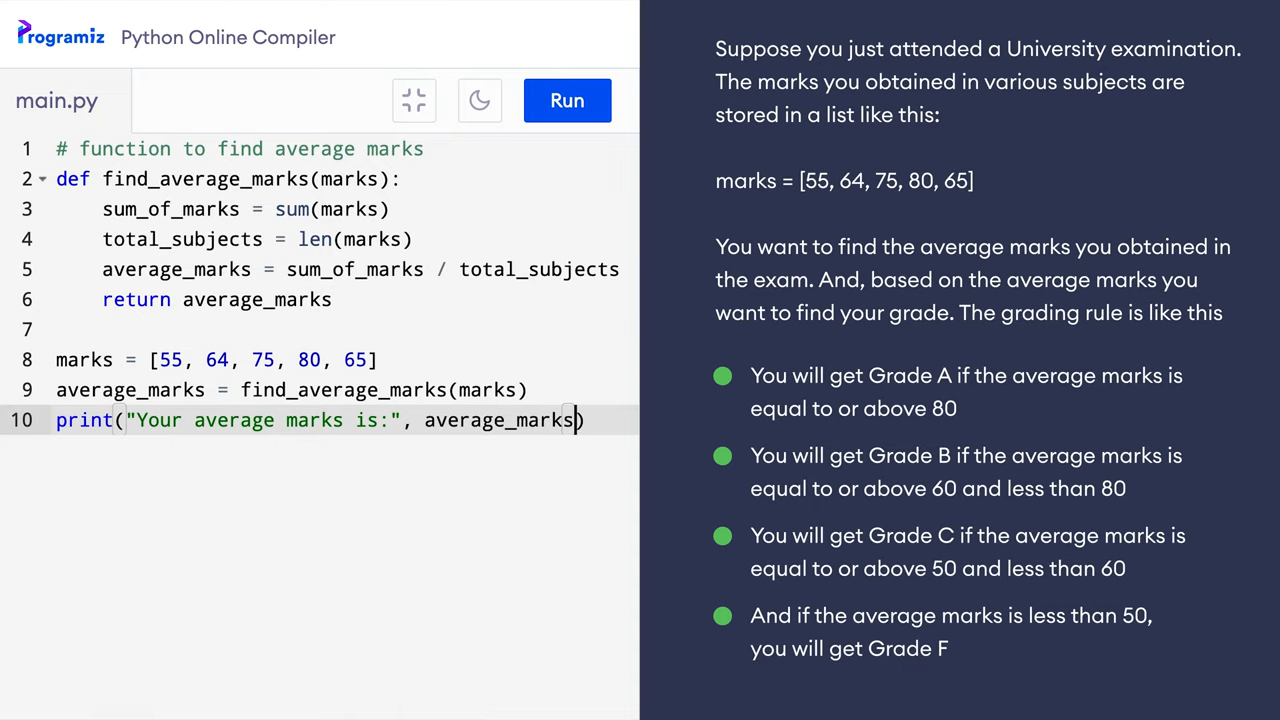 Programiz Python Online Compiler
main.py
Run
1 # function to find average marks
2 def find_average_marks(marks):
3 sum_of_marks = sum(marks)
4 total_subjects = len(marks)
5 average_marks = sum_of_marks / total_subjects
6 return average_marks
7
8 marks = [55, 64, 75, 80, 65]
9 average_marks = find_average_marks(marks)
10 print("Your average marks is:", average_marks)
Suppose you just attended a University examination.
The marks you obtained in various subjects are
stored in a list like this:
marks = [55, 64, 75, 80, 65]
You want to find the average marks you obtained in
the exam. And, based on the average marks you
want to find your grade. The grading rule is like this
You will get Grade A if the average marks is
equal to or above 80
You will get Grade B if the average marks is
equal to or above 60 and less than 80
You will get Grade C if the average marks is
equal to or above 50 and less than 60
And if the average marks is less than 50,
you will get Grade F